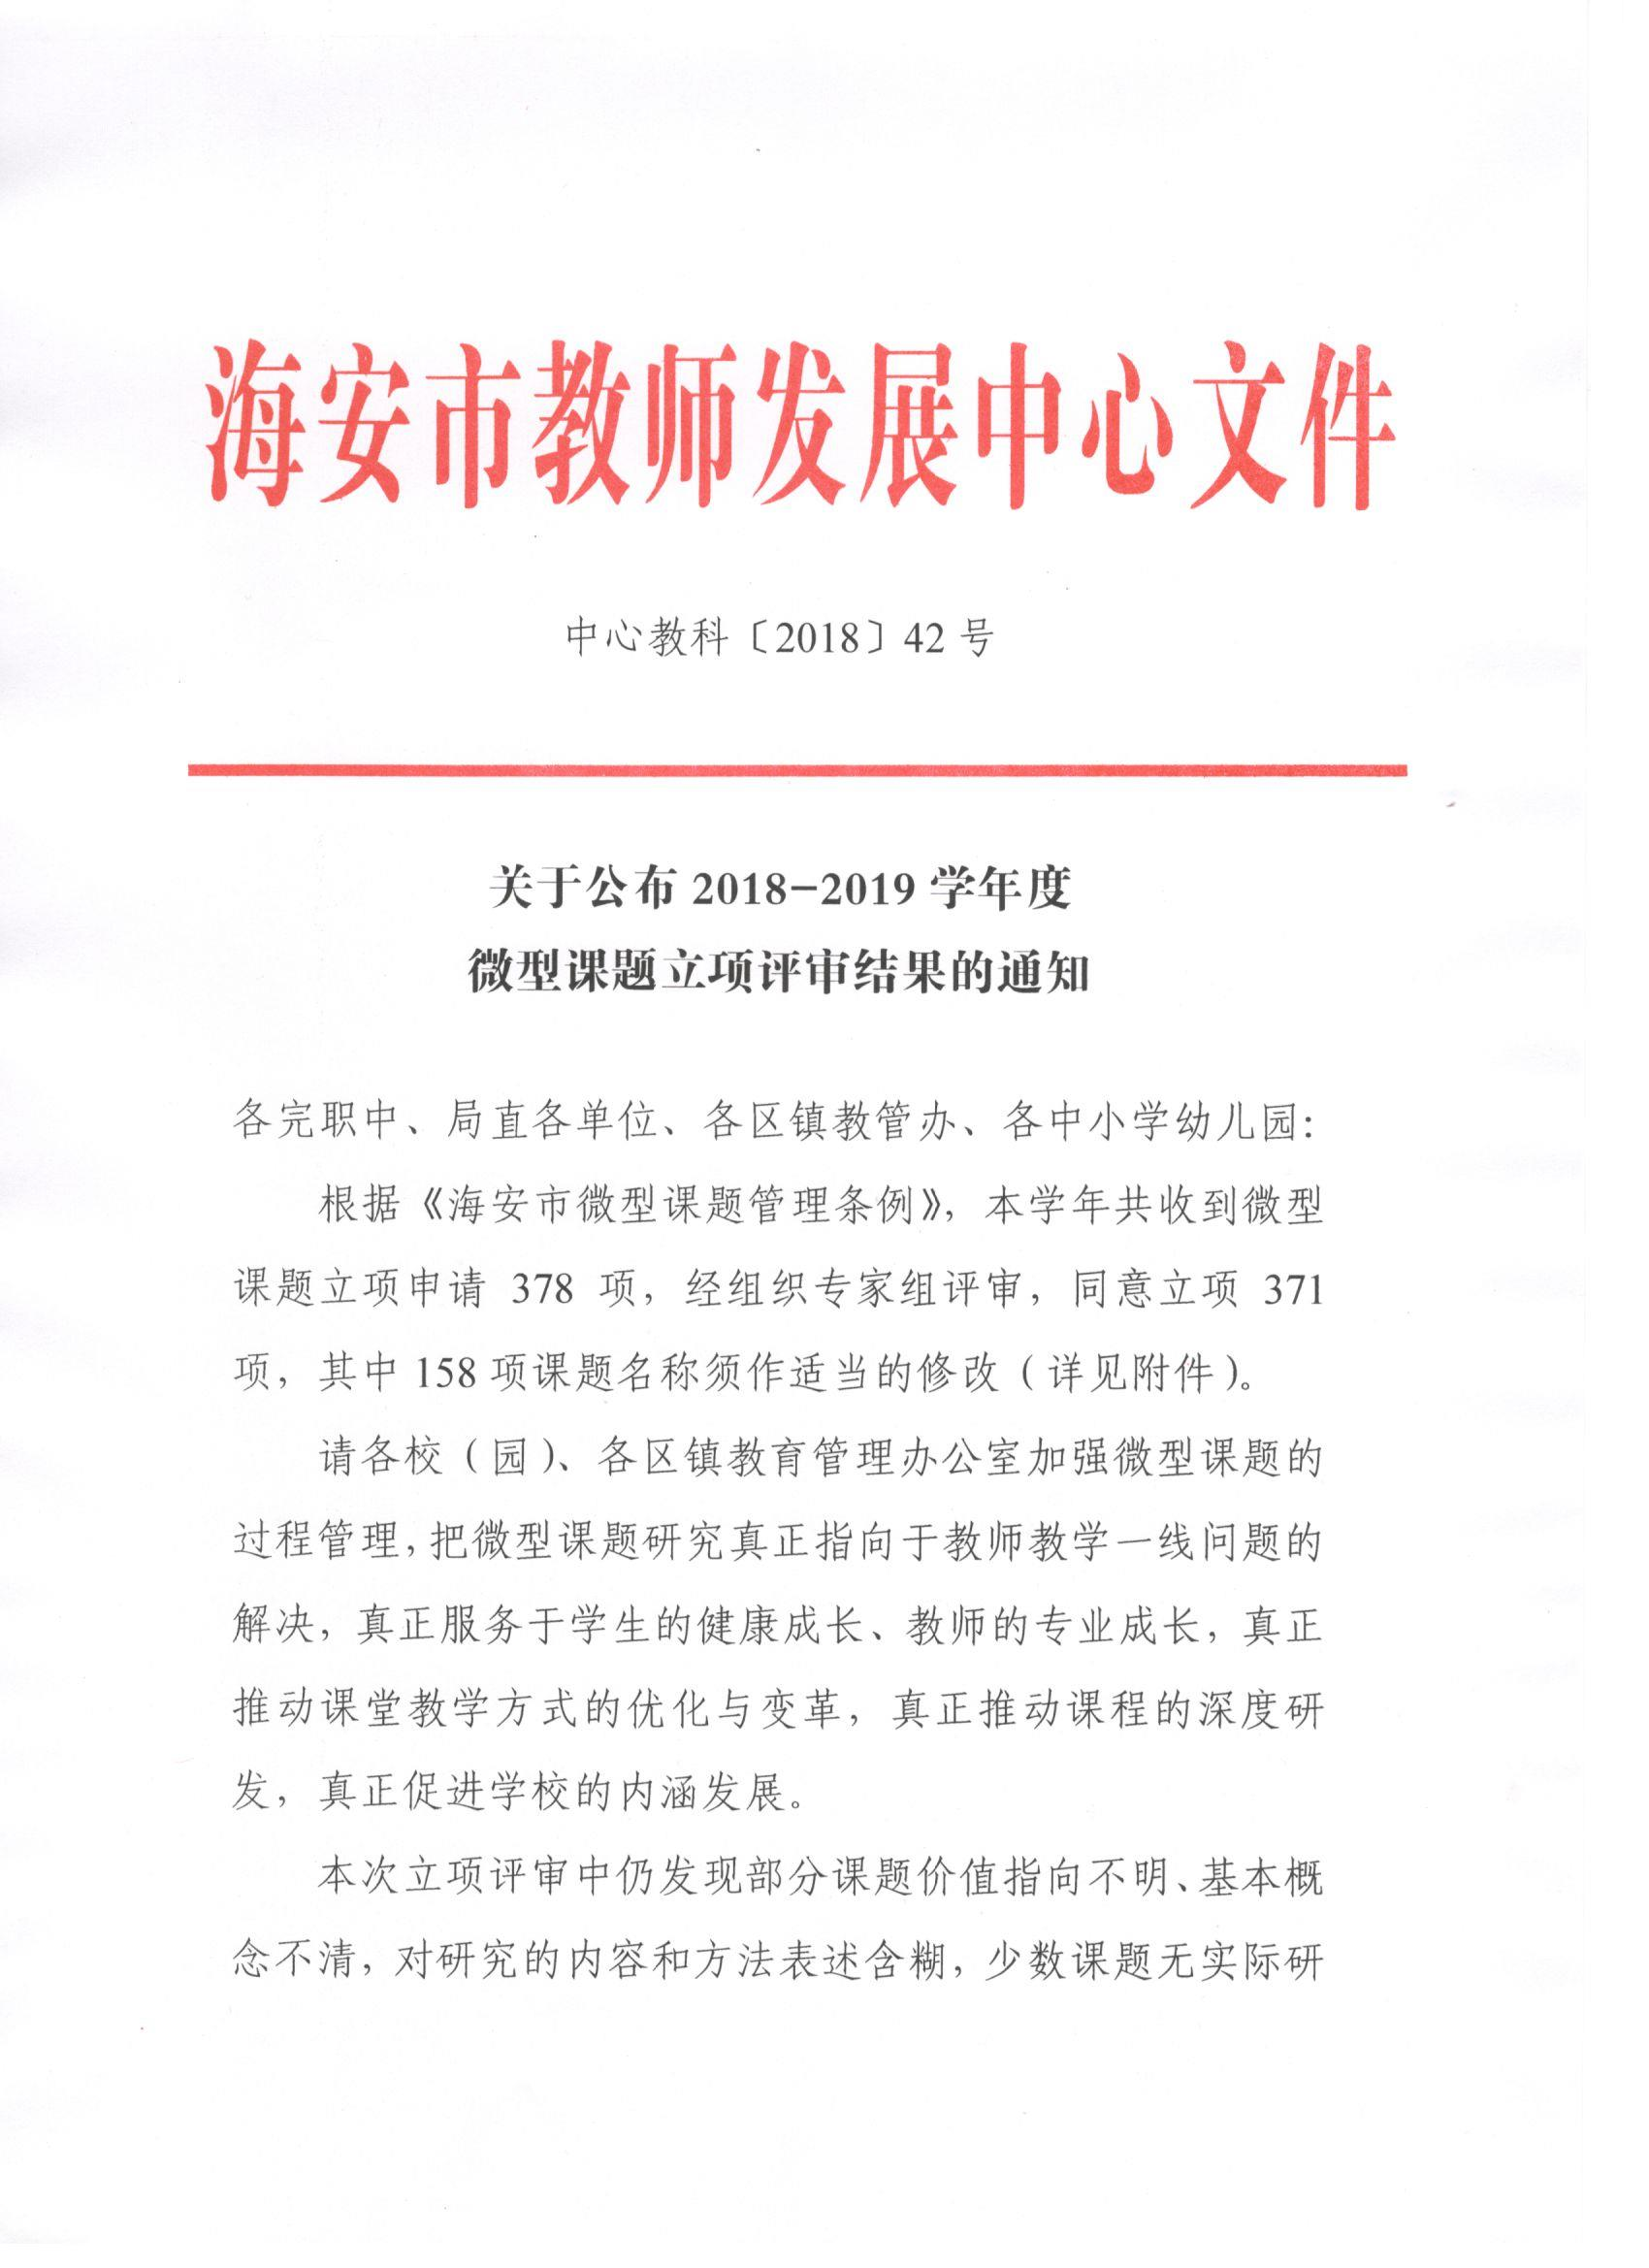 海安市教师发展中心文件
中心教科〔2018〕42 号
关于公布 2018-2019 学年度
微型课题立项评审结果的通知
各完职中、局直各单位、各区镇教管办、各中小学幼儿园：
根据《海安市微型课题管理条例》，本学年共收到微型
课题立项申请 378 项，经组织专家组评审，同意立项 371
项，其中 158 项课题名称须作适当的修改（详见附件）。
请各校（园）、各区镇教育管理办公室加强微型课题的
过程管理，把微型课题研究真正指向于教师教学一线问题的
解决，真正服务于学生的健康成长、教师的专业成长，真正
推动课堂教学方式的优化与变革，真正推动课程的深度研
发，真正促进学校的内涵发展。
本次立项评审中仍发现部分课题价值指向不明、基本概
念不清，对研究的内容和方法表述含糊，少数课题无实际研